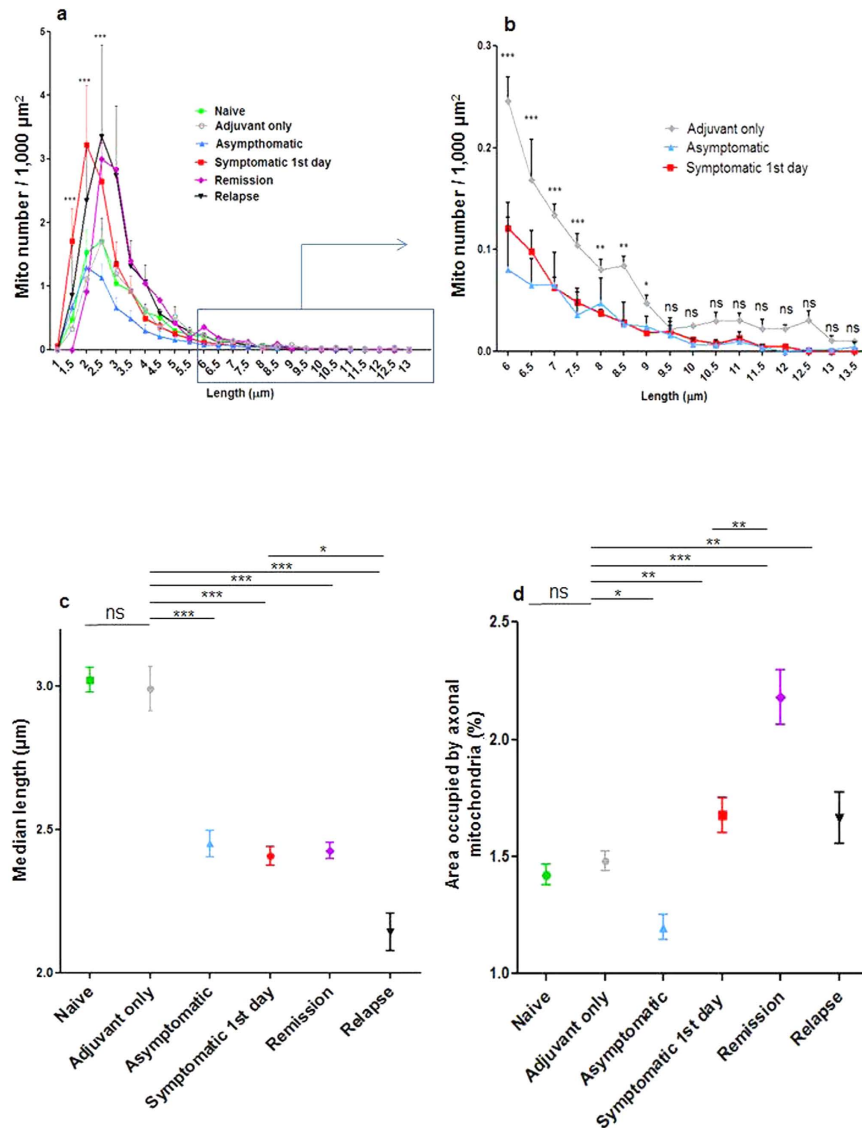 a
***
***
***
5
4
3
2
1
0
Mito number / 1,000 µm²
Naive
Adjuvant only
Asympthomatic
Symptomatic 1st day
Remission
Relapse
1 1.5 2 2.5 3 3.5 4 4.5 5 5.5 6 6.5 7 7.5 8 8.5 9 9.5 10 10.5 11 11.5 12 12.5 13
Length (µm)
b
0.3
0.2
0.1
0.0
Mito number / 1,000 µm²
*** *** *** *** ** ** * ns ns ns ns ns ns ns ns ns
Adjuvant only
Asymptomatic
Symptomatic 1st day
6 6.5 7 7.5 8 8.5 9 9.5 10 10.5 11 11.5 12 12.5 13 13.5
Length (µm)
c
*
***
***
***
ns ***
3.0
2.5
2.0
Median length (µm)
Naive
Adjuvant only
Asymptomatic
Symptomatic 1st day
Remission
Relapse
d
**
**
***
**
ns *
2.5
2.0
1.5
1.0
Area occupied by axonal
mitochondria (%)
Naive
Adjuvant only
Asymptomatic
Symptomatic 1st day
Remission
Relapse